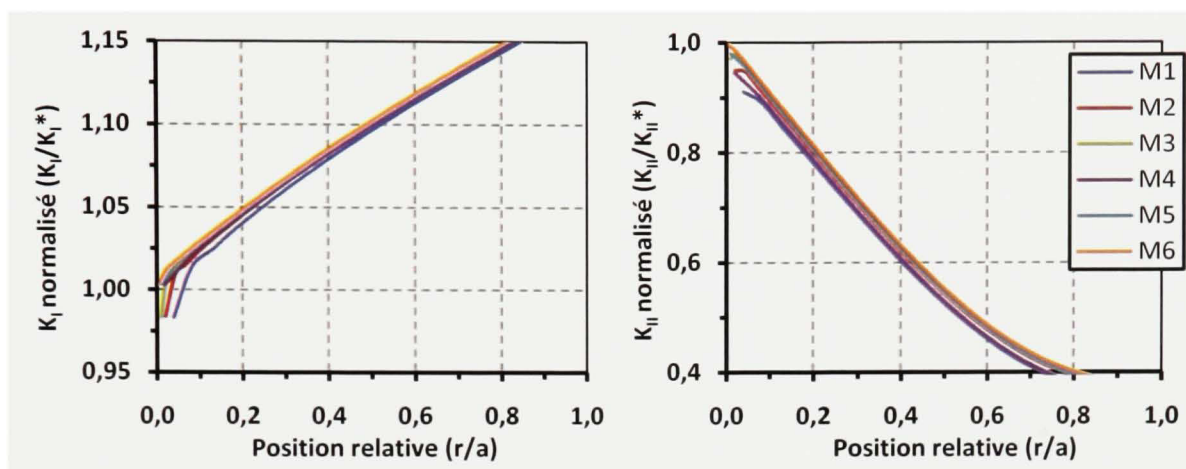 K_I normalisé (K_I/K_I*)
1,15
1,10
1,05
1,00
0,95
0,0
0,2
0,4
0,6
0,8
1,0
Position relative (r/a)
K_II normalisé (K_II/K_II*)
1,0
0,8
0,6
0,4
0,0
0,2
0,4
0,6
0,8
1,0
Position relative (r/a)
M1
M2
M3
M4
M5
M6